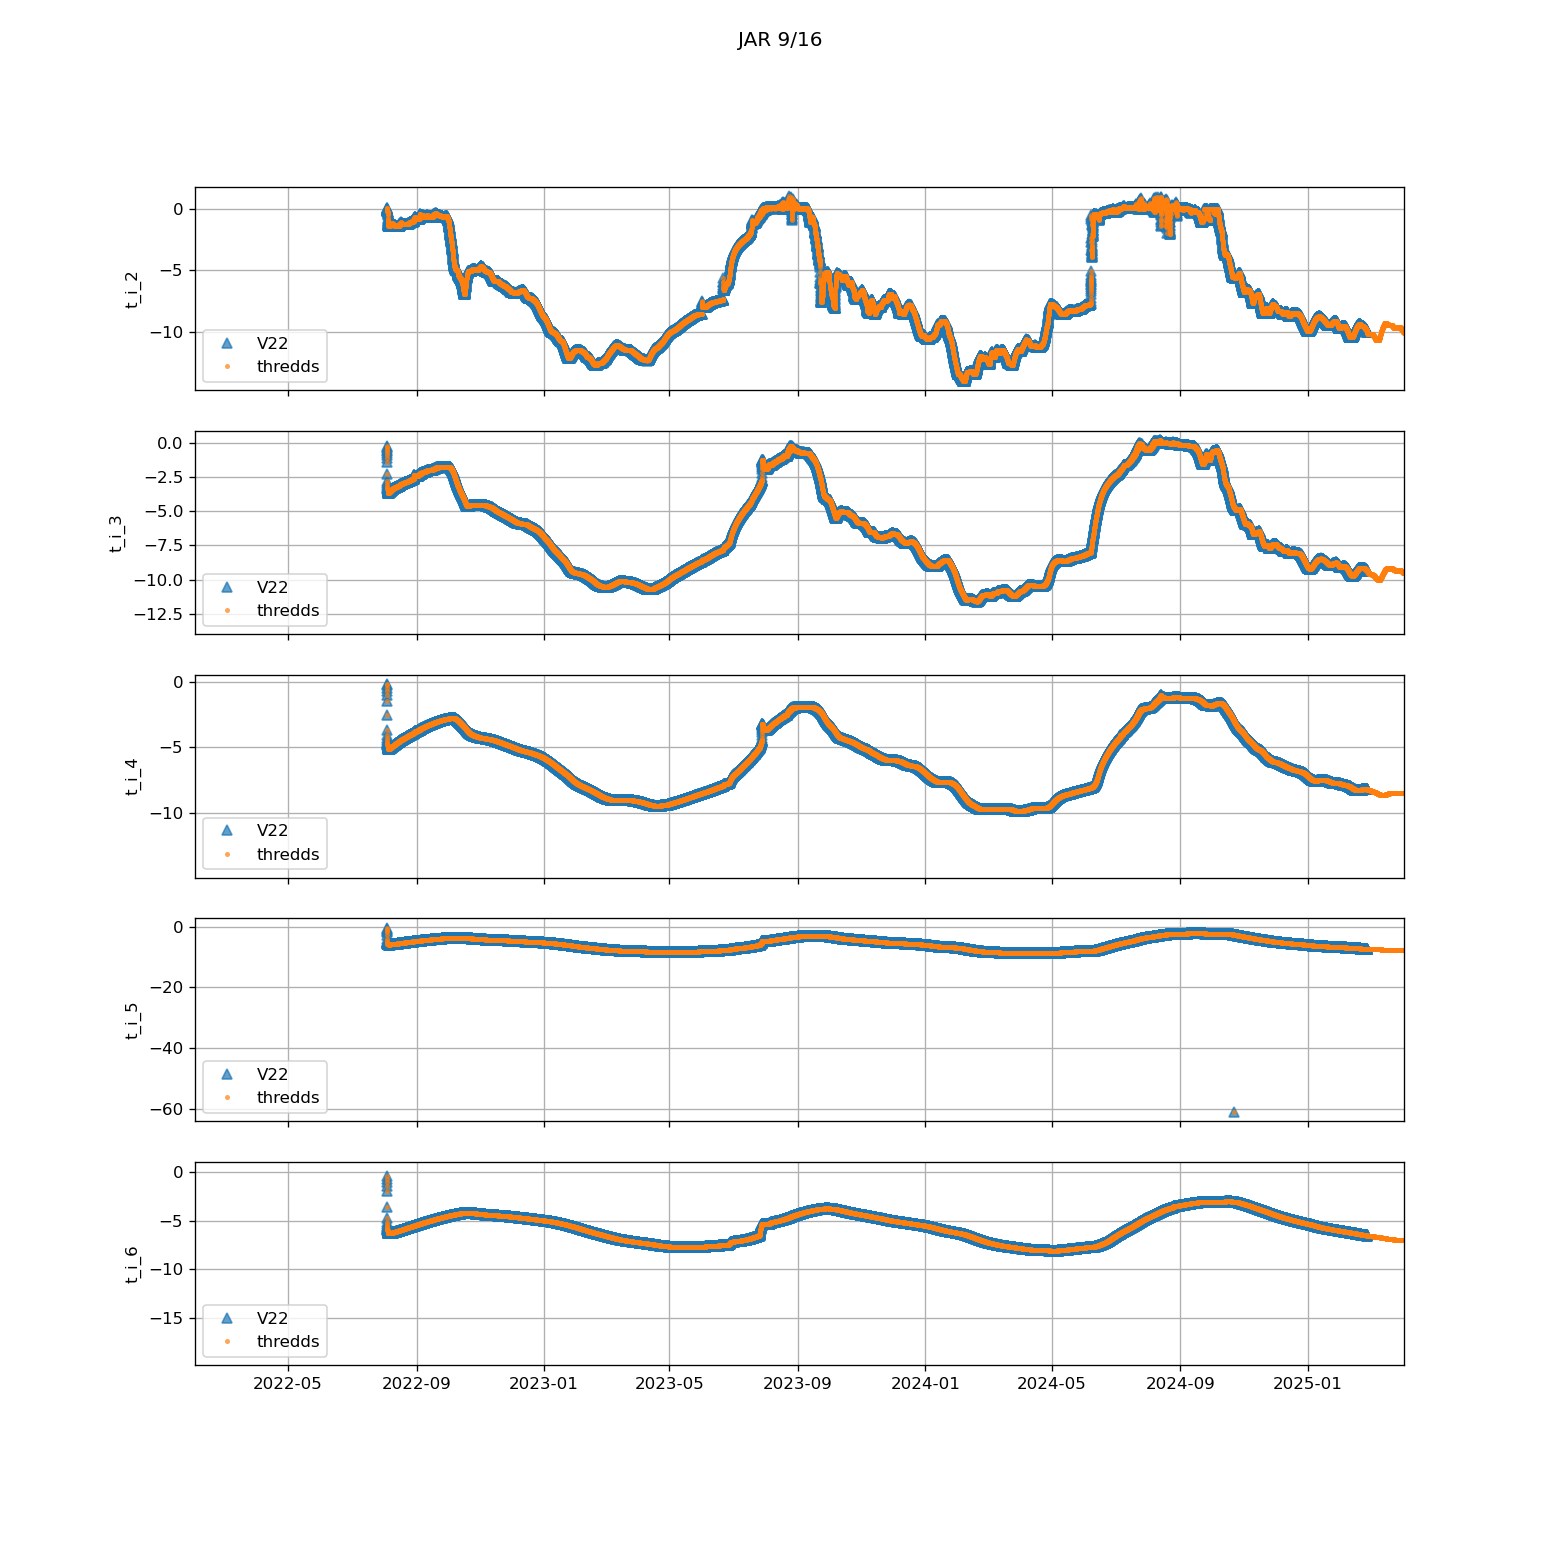 JAR 9/16
0
−5
−10
t_i_2
V22
thredds
0.0
−2.5
−5.0
−7.5
−10.0
−12.5
t_i_3
V22
thredds
0
−5
−10
t_i_4
V22
thredds
0
−20
−40
−60
t_i_5
V22
thredds
0
−5
−10
−15
t_i_6
V22
thredds
2022-05 2022-09 2023-01 2023-05 2023-09 2024-01 2024-05 2024-09 2025-01